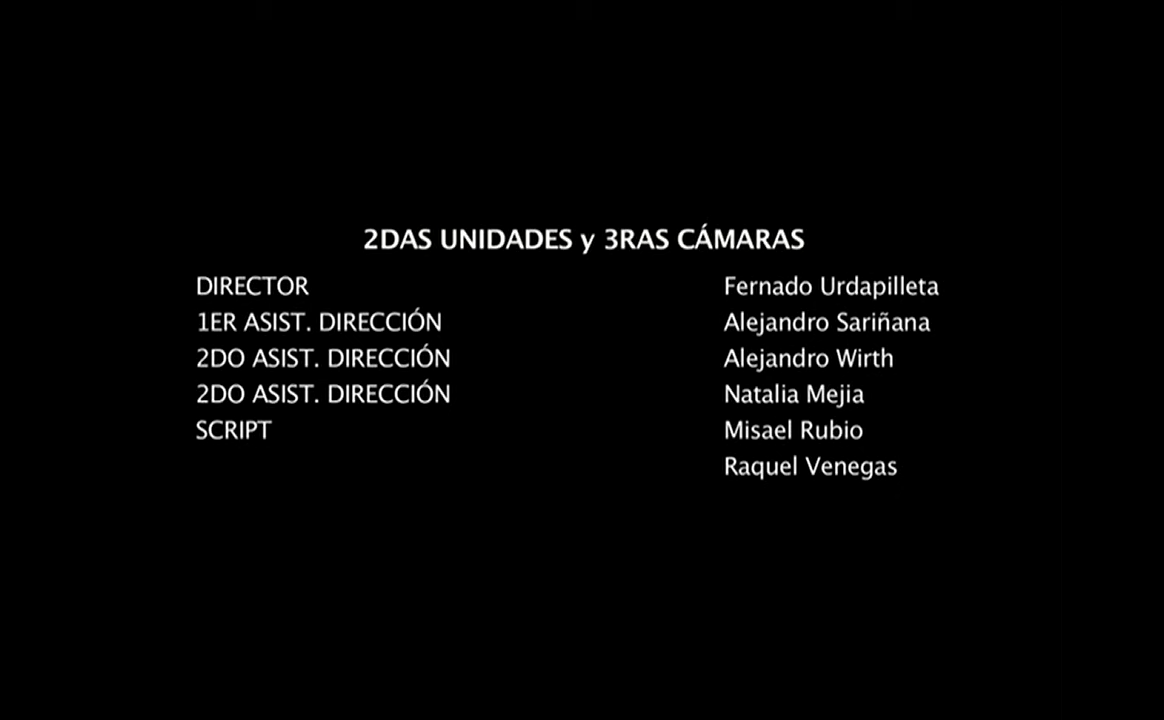 2DAS UNIDADES y 3RAS CÁMARAS
DIRECTOR Fernado Urdapilleta
1ER ASIST. DIRECCIÓN Alejandro Sariñana
2DO ASIST. DIRECCIÓN Alejandro Wirth
2DO ASIST. DIRECCIÓN Natalia Mejia
SCRIPT Misael Rubio
Raquel Venegas